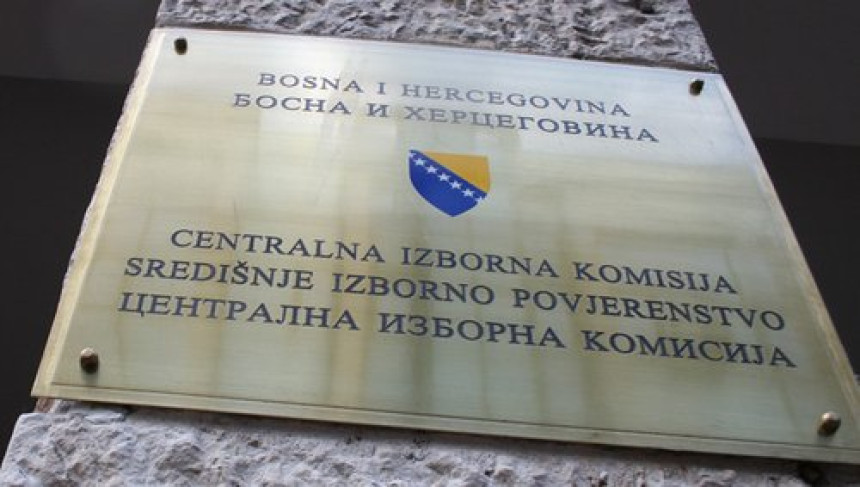 BOSNA I HERCEGOVINA
БОСНА И ХЕРЦЕГОВИНА
CENTRALNA IZBORNA KOMISIJA
SREDIŠNJE IZBORNO POVJERENSTVO
ЦЕНТРАЛНА ИЗБОРНА КОМИСИЈА